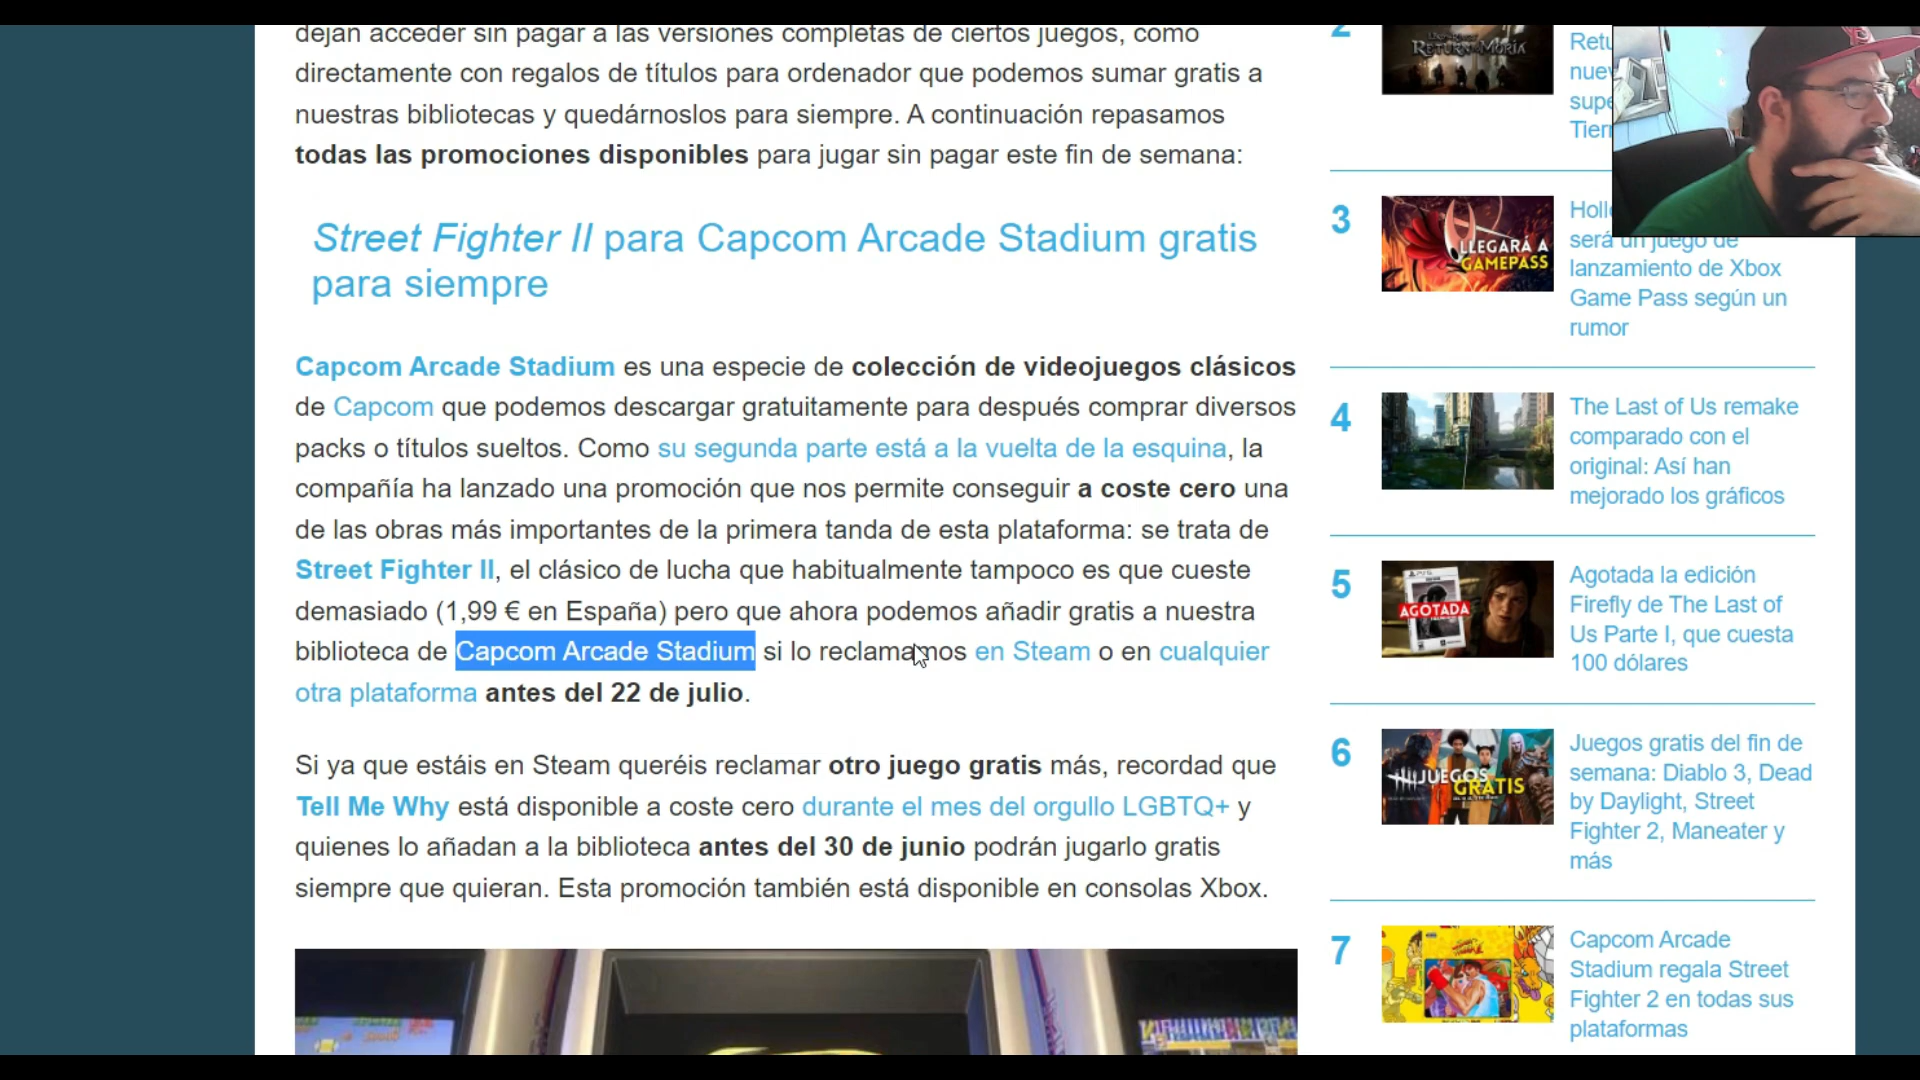 dejan acceder sin pagar a las versiones completas de ciertos juegos, como
directamente con regalos de títulos para ordenador que podemos sumar gratis a
nuestras bibliotecas y quedárnoslos para siempre. A continuación repasamos
todas las promociones disponibles para jugar sin pagar este fin de semana:
Street Fighter II para Capcom Arcade Stadium gratis
para siempre
Capcom Arcade Stadium es una especie de colección de videojuegos clásicos
de Capcom que podemos descargar gratuitamente para después comprar diversos
packs o títulos sueltos. Como su segunda parte está a la vuelta de la esquina, la
compañía ha lanzado una promoción que nos permite conseguir a coste cero una
de las obras más importantes de la primera tanda de esta plataforma: se trata de
Street Fighter II, el clásico de lucha que habitualmente tampoco es que cueste
demasiado (1,99 € en España) pero que ahora podemos añadir gratis a nuestra
biblioteca de Capcom Arcade Stadium si lo reclamamos en Steam o en cualquier
otra plataforma antes del 22 de julio.
Si ya que estáis en Steam queréis reclamar otro juego gratis más, recordad que
Tell Me Why está disponible a coste cero durante el mes del orgullo LGBTQ+ y
quienes lo añadan a la biblioteca antes del 30 de junio podrán jugarlo gratis
siempre que quieran. Esta promoción también está disponible en consolas Xbox.
2
RETURN MORIA
3
LLEGARÁ A
GAMEPASS
será un juego de
lanzamiento de Xbox
Game Pass según un
rumor
4
The Last of Us remake
comparado con el
original: Así han
mejorado los gráficos
5
AGOTADA
Agotada la edición
Firefly de The Last of
Us Parte I, que cuesta
100 dólares
6
JUEGOS
GRATIS
Juegos gratis del fin de
semana: Diablo 3, Dead
by Daylight, Street
Fighter 2, Maneater y
más
7
Capcom Arcade
Stadium regala Street
Fighter 2 en todas sus
plataformas